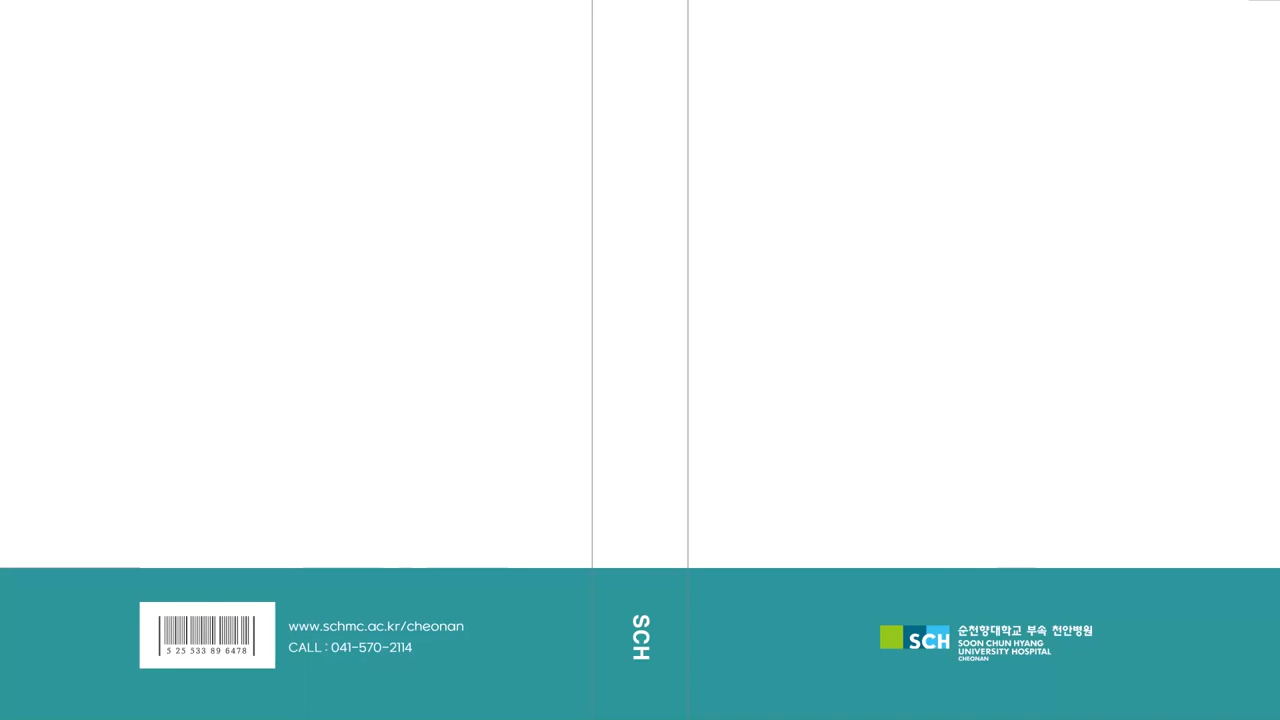 5 25 533 89 6478
www.schmc.ac.kr/cheonan
CALL : 041-570-2114
SCH
SCH
순천향대학교 부속 천안병원
SOON CHUN HYANG
UNIVERSITY HOSPITAL
CHEONAN